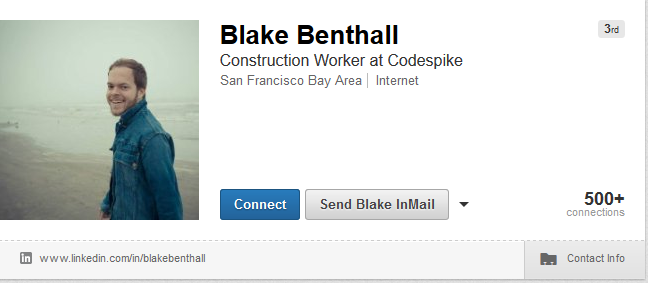 Blake Benthall
3rd
Construction Worker at Codespike
San Francisco Bay Area | Internet
Connect
Send Blake InMail
500+
connections
in www.linkedin.com/in/blakebenthall
Contact Info